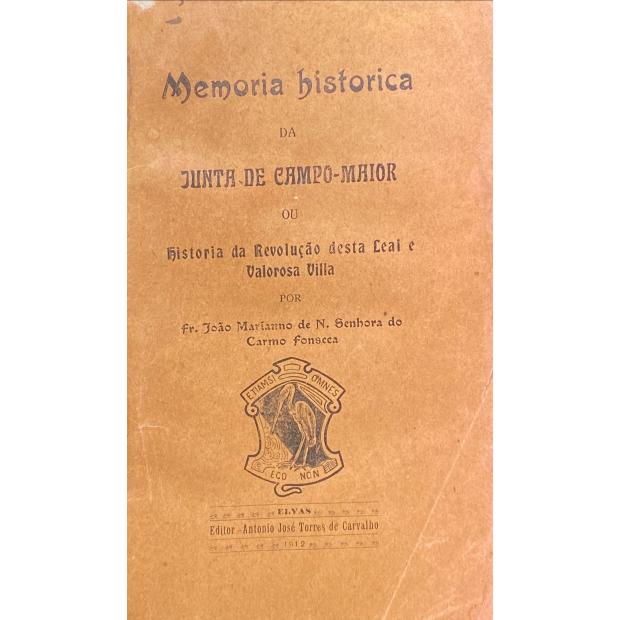 Memoria historica
DA
JUNTA DE CAMPO-MAIOR
OU
Historia da Revolução desta Leal e
Valorosa Villa
POR
Fr. João Marianno de N. Senhora do
Carmo Fonseca
ETIAMSI OMNES
EGO NON
ELVAS
Editor-Antonio José Torres de Carvalho
1912